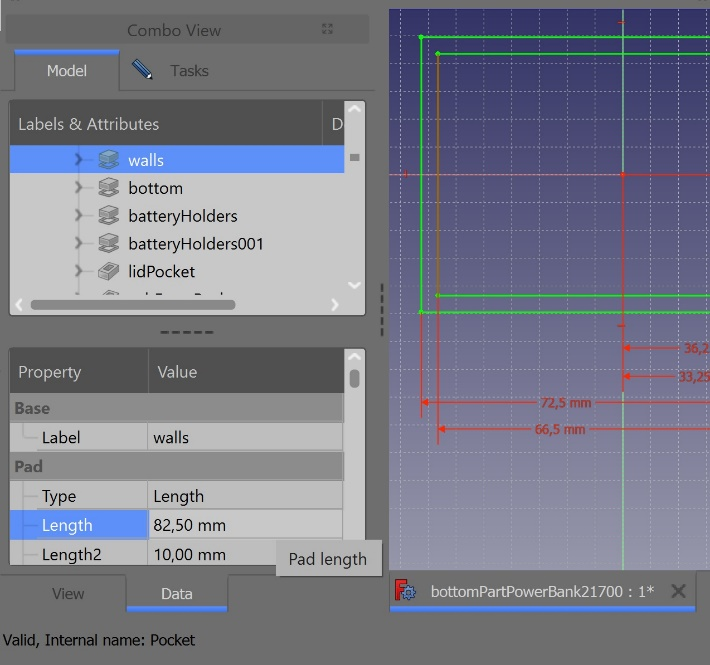 Combo View
Model
Tasks
Labels & Attributes
D
walls
bottom
batteryHolders
batteryHolders001
lidPocket
Property
Value
Base
Label
walls
Pad
Type
Length
Length
82,50 mm
Length2
10,00 mm
Pad length
View
Data
36,2
33,25
72,5 mm
66,5 mm
bottomPartPowerBank21700 : 1*
Valid, Internal name: Pocket